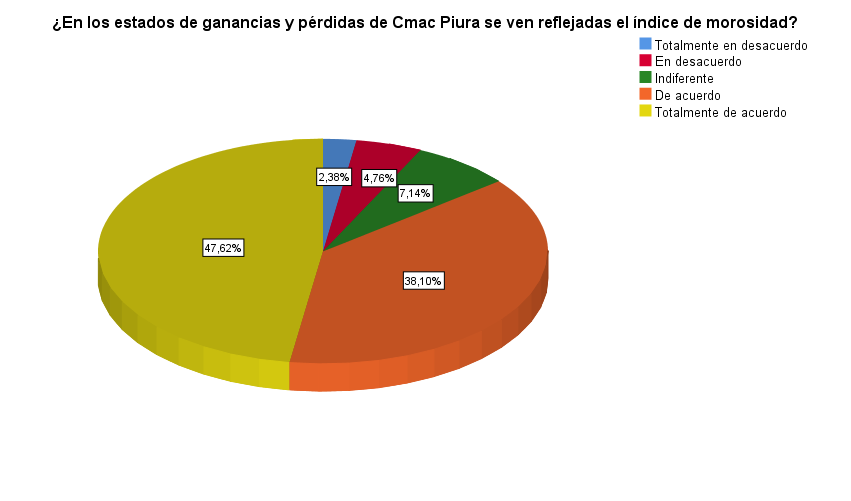 ¿En los estados de ganancias y pérdidas de Cmac Piura se ven reflejadas el índice de morosidad?
Totalmente en desacuerdo
En desacuerdo
Indiferente
De acuerdo
Totalmente de acuerdo
2,38%
4,76%
7,14%
47,62%
38,10%